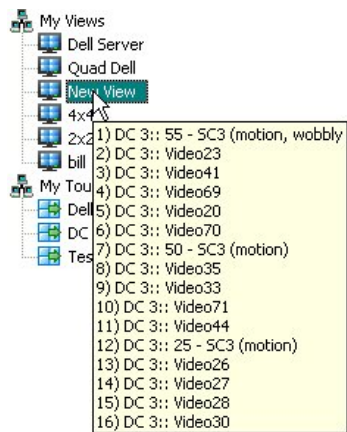 My Views
Dell Server
Quad Dell
New View
4x4
2x2
bill
My Tou
Dell
DC
Tes
1) DC 3:: 55 - SC3 (motion, wobbly
2) DC 3:: Video23
3) DC 3:: Video41
4) DC 3:: Video69
5) DC 3:: Video20
6) DC 3:: Video70
7) DC 3:: 50 - SC3 (motion)
8) DC 3:: Video35
9) DC 3:: Video33
10) DC 3:: Video71
11) DC 3:: Video44
12) DC 3:: 25 - SC3 (motion)
13) DC 3:: Video26
14) DC 3:: Video27
15) DC 3:: Video28
16) DC 3:: Video30